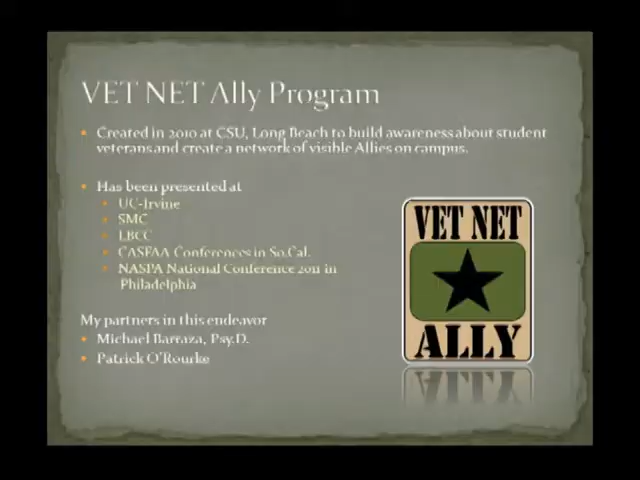 VET NET Ally Program
Created in 2010 at CSU, Long Beach to build awareness about student
veterans and create a network of visible Allies on campus.
Has been presented at
UC-Irvine
SMC
LBCC
CASFAA Conferences in So.Cal.
NASPA National Conference 2011 in
Philadelphia
My partners in this endeavor
Michael Barraza, Psy.D.
Patrick O'Rourke
VET NET
ALLY